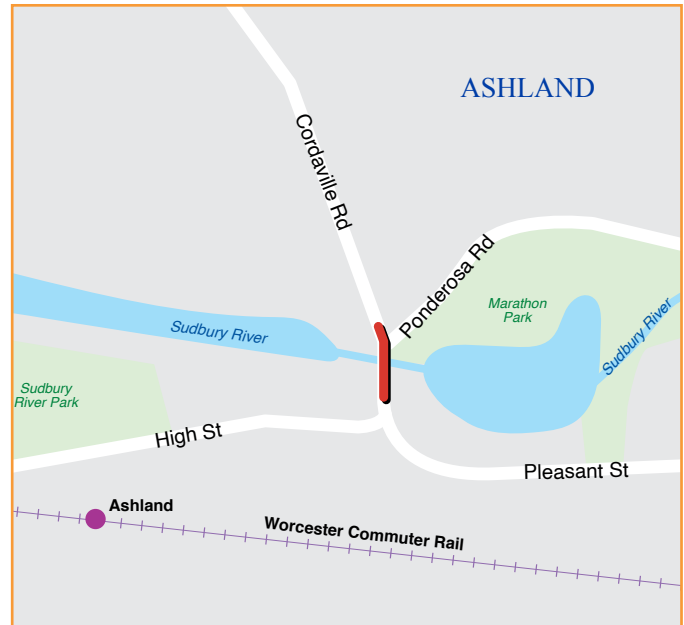 ASHLAND
Cordaville Rd
Ponderosa Rd
Marathon
Park
Sudbury River
Sudbury River
Sudbury
River Park
High St
Pleasant St
Ashland
Worcester Commuter Rail